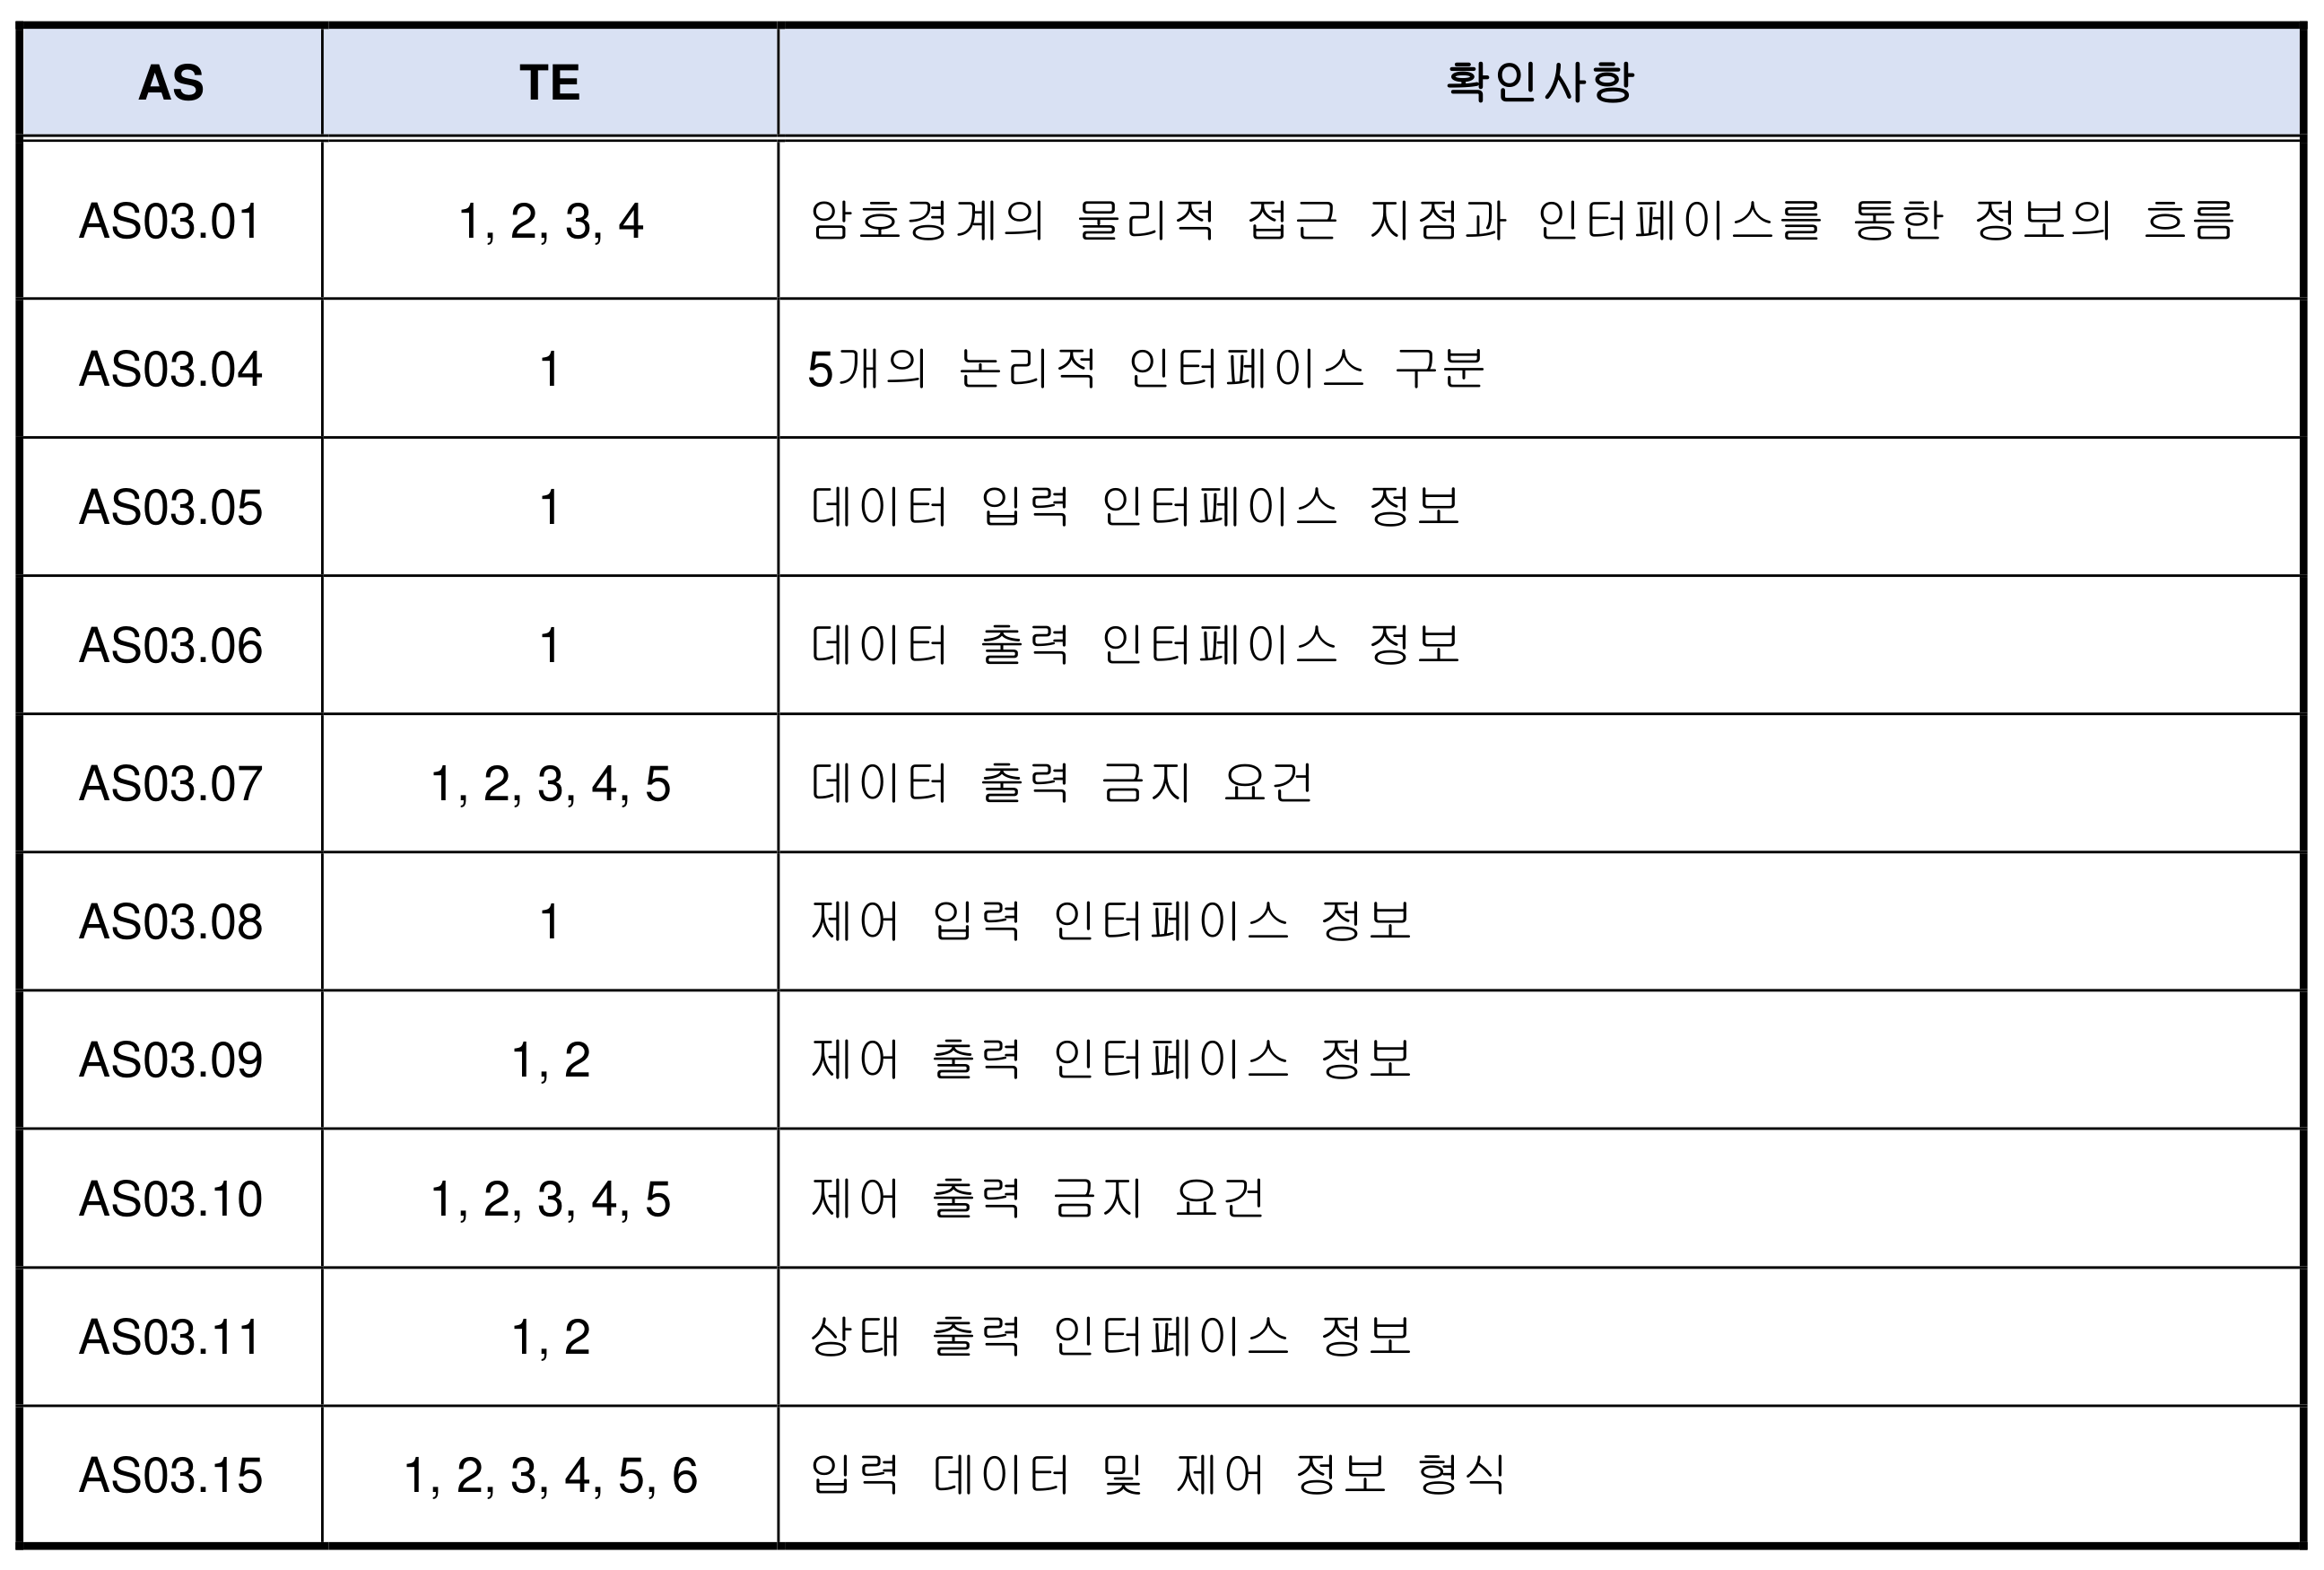 AS TE 확인사항
AS03.01 1, 2, 3, 4 암호경계의 물리적 접근 지점과 인터페이스를 통한 정보의 흐름
AS03.04 1 5개의 논리적 인터페이스 구분
AS03.05 1 데이터 입력 인터페이스 정보
AS03.06 1 데이터 출력 인터페이스 정보
AS03.07 1, 2, 3, 4, 5 데이터 출력 금지 요건
AS03.08 1 제어 입력 인터페이스 정보
AS03.09 1, 2 제어 출력 인터페이스 정보
AS03.10 1, 2, 3, 4, 5 제어 출력 금지 요건
AS03.11 1, 2 상태 출력 인터페이스 정보
AS03.15 1, 2, 3, 4, 5, 6 입력 데이터 및 제어 정보 형식